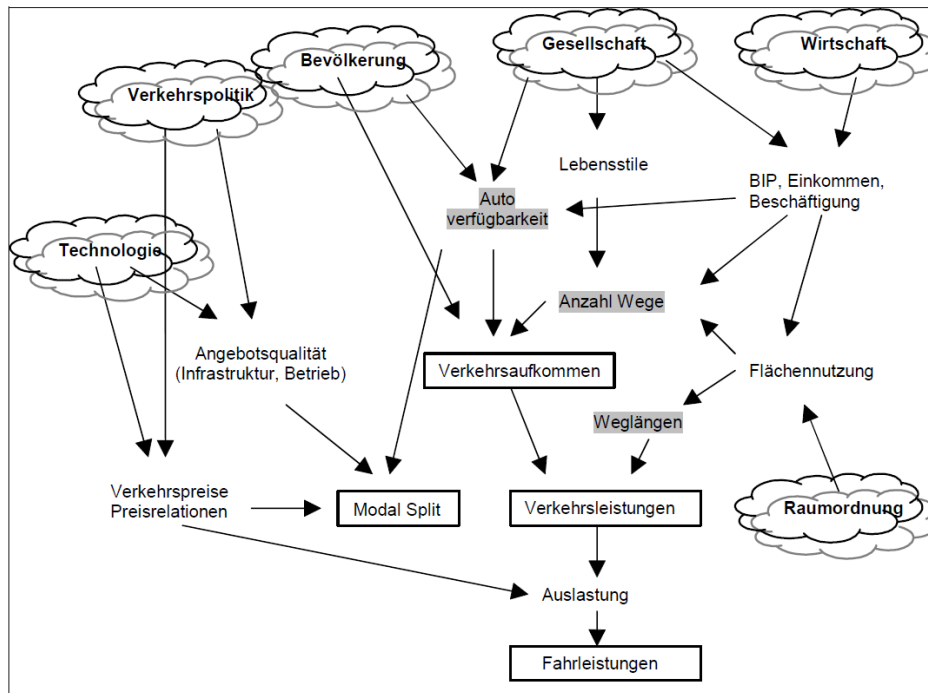 Gesellschaft
Wirtschaft
Bevölkerung
Verkehrspolitik
Lebensstile
BIP, Einkommen,
Beschäftigung
Auto
verfügbarkeit
Technologie
Anzahl Wege
Angebotsqualität
(Infrastruktur, Betrieb)
Verkehrsaufkommen
Flächennutzung
Weglängen
Verkehrspreise
Preisrelationen
Modal Split
Verkehrsleistungen
Raumordnung
Auslastung
Fahrleistungen